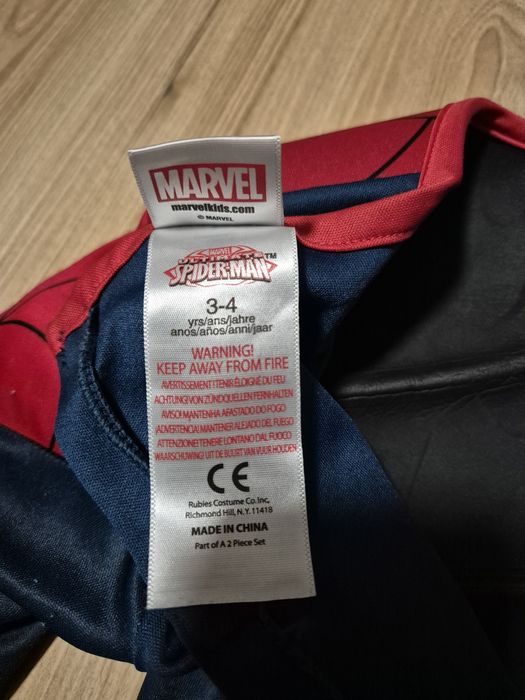 MARVEL
marvelkids.com
© MARVEL
MARVEL
ULTIMATE
SPIDER-MAN™
3-4
yrs/ans/jahre
anos/años/anni/jaar
WARNING!
KEEP AWAY FROM FIRE
AVERTISSEMENT!TENIR ÉLOIGNÉ DU FEU
ACHTUNG!VON ZÜNDQUELLEN FERNHALTEN
AVISO! MANTENHA AFASTADO DO FOGO
¡ADVERTENCIA! MANTENER ALEJADO DEL FUEGO
ATTENZIONE!TENERE LONTANO DAL FUOCO
WAARSCHUWING! UIT DE BUURT VAN VUUR HOUDEN
CE
Rubies Costume Co. Inc,
Richmond Hill, N.Y. 11418
MADE IN CHINA
Part of A 2 Piece Set